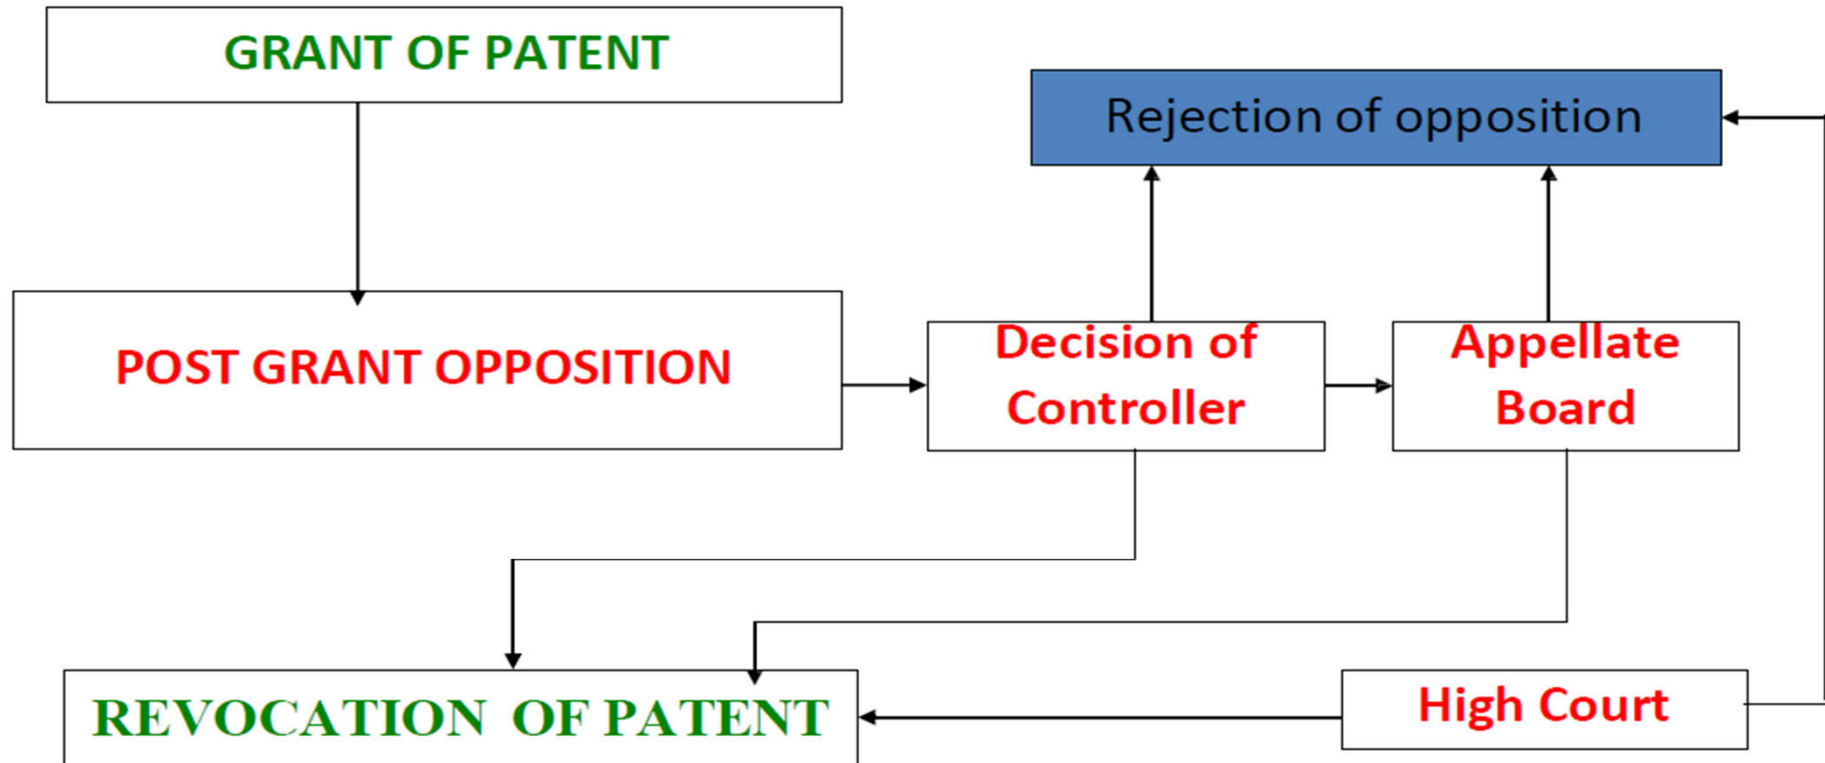 GRANT OF PATENT
Rejection of opposition
POST GRANT OPPOSITION
Decision of
Controller
Appellate
Board
REVOCATION OF PATENT
High Court